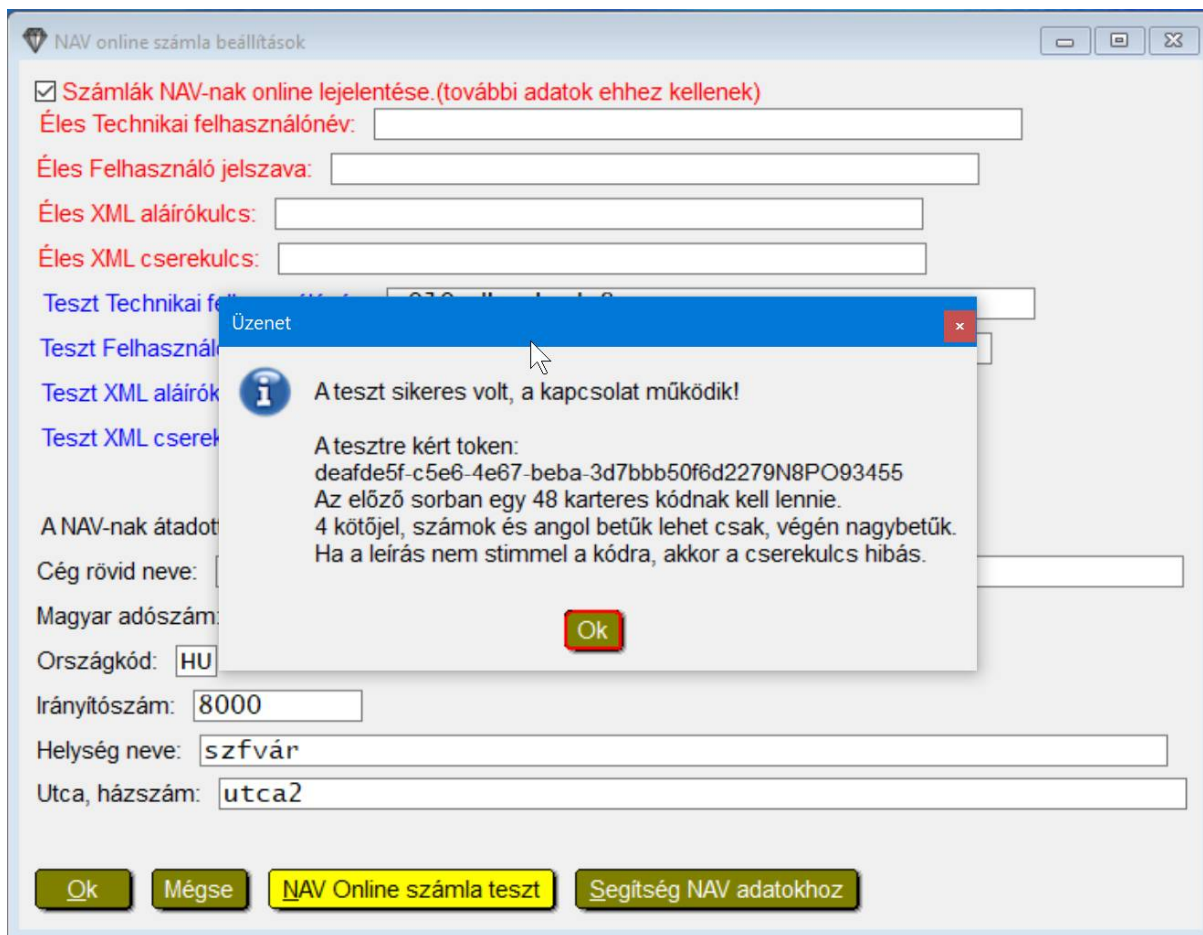 NAV online számla beállítások
Számlák NAV-nak online lejelentése.(további adatok ehhez kellenek)
Éles Technikai felhasználónév:
Éles Felhasználó jelszava:
Éles XML aláírókulcs:
Éles XML cserekulcs:
Teszt Technikai
Üzenet
Teszt
A teszt sikeres volt, a kapcsolat működik!
Teszt XML
A tesztre kért token:
Teszt XML
deafde5f-c5e6-4e67-beba-3d7bbb50f6d2279N8PO93455
Az előző sorban egy 48 karteres kódnak kell lennie.
4 kötőjel, számok és angol betűk lehet csak, végén nagybetűk.
Ha a leírás nem stimmel a kódra, akkor a cserekulcs hibás.
Ok
A NAV-nak
Cég rövid neve:
Magyar adószám:
Országkód: HU
Irányítószám: 8000
Helység neve: szfvár
Utca, házszám: utca2
Ok Mégse NAV Online számla teszt Segítség NAV adatokhoz